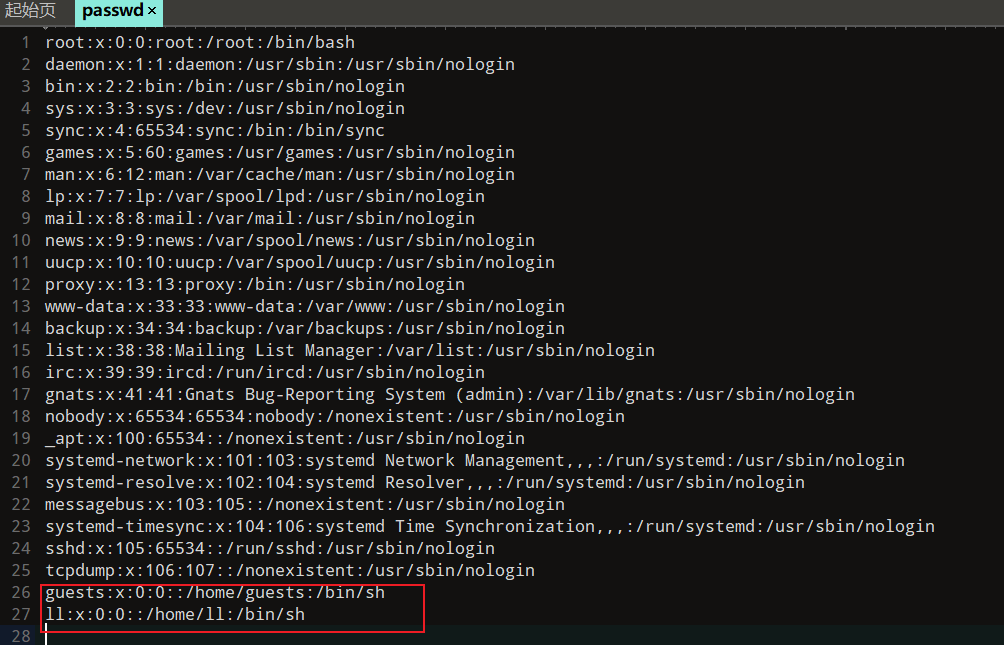 起始页 passwd ×
1 root:x:0:0:root:/root:/bin/bash
2 daemon:x:1:1:daemon:/usr/sbin:/usr/sbin/nologin
3 bin:x:2:2:bin:/bin:/usr/sbin/nologin
4 sys:x:3:3:sys:/dev:/usr/sbin/nologin
5 sync:x:4:65534:sync:/bin:/bin/sync
6 games:x:5:60:games:/usr/games:/usr/sbin/nologin
7 man:x:6:12:man:/var/cache/man:/usr/sbin/nologin
8 lp:x:7:7:lp:/var/spool/lpd:/usr/sbin/nologin
9 mail:x:8:8:mail:/var/mail:/usr/sbin/nologin
10 news:x:9:9:news:/var/spool/news:/usr/sbin/nologin
11 uucp:x:10:10:uucp:/var/spool/uucp:/usr/sbin/nologin
12 proxy:x:13:13:proxy:/bin:/usr/sbin/nologin
13 www-data:x:33:33:www-data:/var/www:/usr/sbin/nologin
14 backup:x:34:34:backup:/var/backups:/usr/sbin/nologin
15 list:x:38:38:Mailing List Manager:/var/list:/usr/sbin/nologin
16 irc:x:39:39:ircd:/run/ircd:/usr/sbin/nologin
17 gnats:x:41:41:Gnats Bug-Reporting System (admin):/var/lib/gnats:/usr/sbin/nologin
18 nobody:x:65534:65534:nobody:/nonexistent:/usr/sbin/nologin
19 _apt:x:100:65534::/nonexistent:/usr/sbin/nologin
20 systemd-network:x:101:103:systemd Network Management,,,:/run/systemd:/usr/sbin/nologin
21 systemd-resolve:x:102:104:systemd Resolver,,,:/run/systemd:/usr/sbin/nologin
22 messagebus:x:103:105::/nonexistent:/usr/sbin/nologin
23 systemd-timesync:x:104:106:systemd Time Synchronization,,,:/run/systemd:/usr/sbin/nologin
24 sshd:x:105:65534::/run/sshd:/usr/sbin/nologin
25 tcpdump:x:106:107::/nonexistent:/usr/sbin/nologin
26 guests:x:0:0::/home/guests:/bin/sh
27 ll:x:0:0::/home/ll:/bin/sh
28